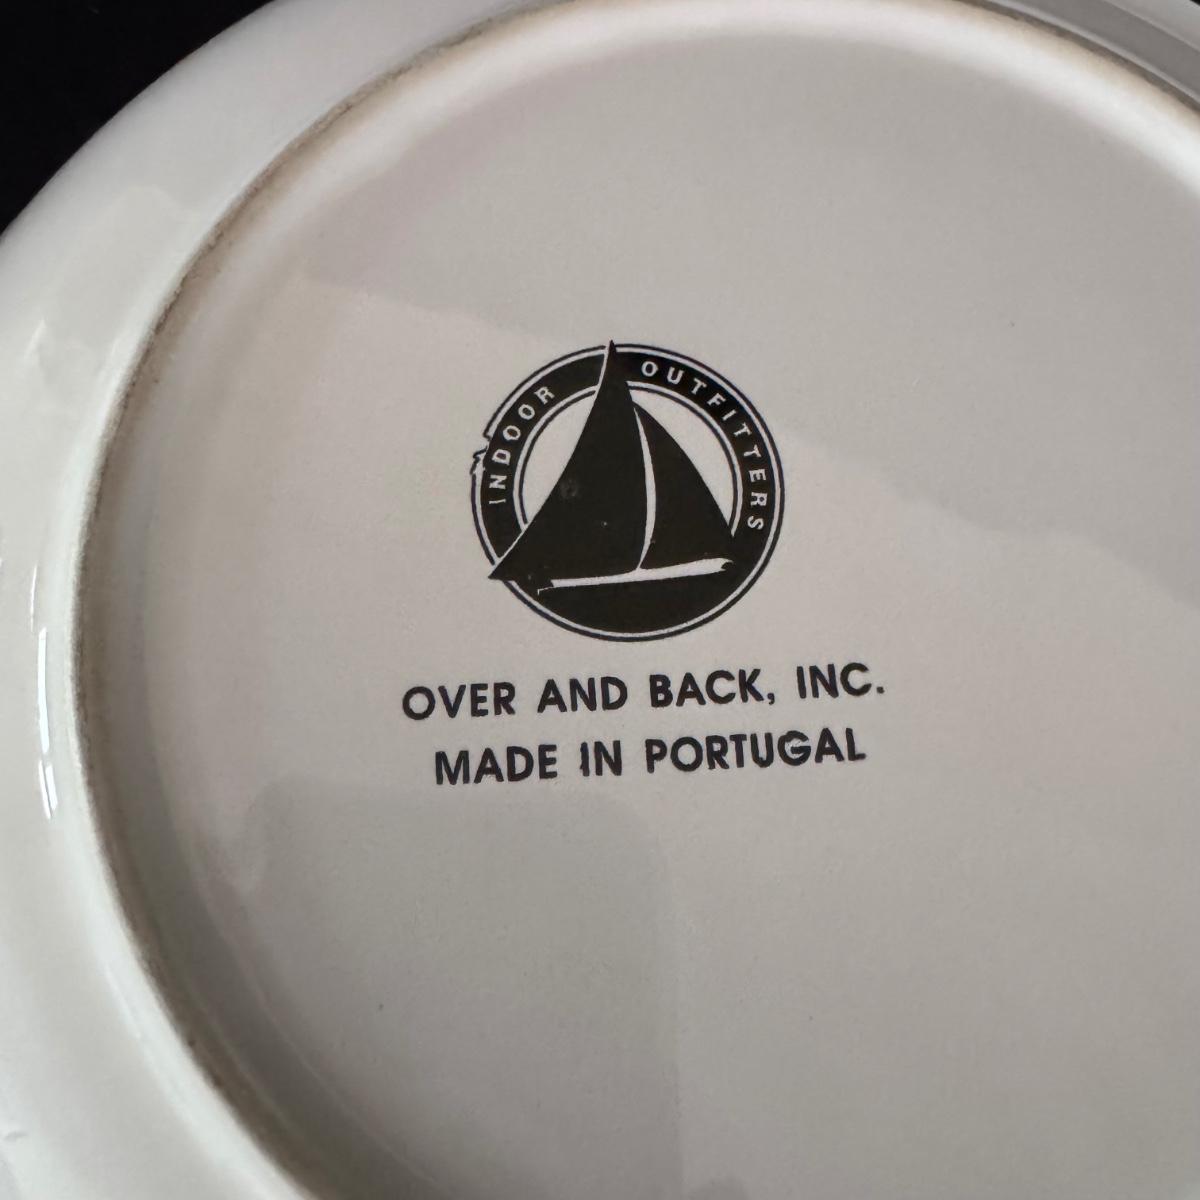 INDOOR OUTFITTERS
OVER AND BACK, INC.
MADE IN PORTUGAL